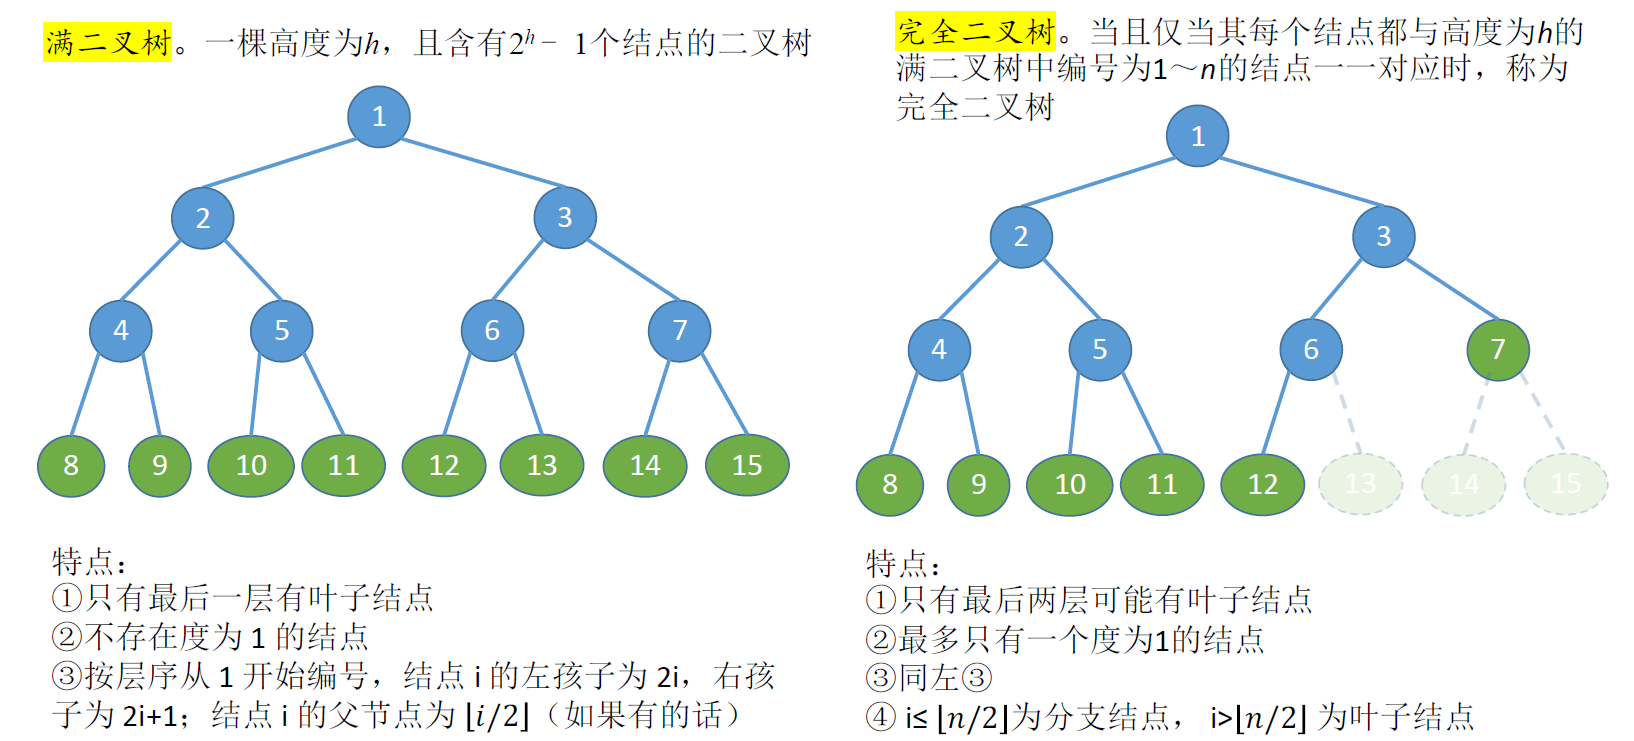 满二叉树。一棵高度为h，且含有2^h − 1个结点的二叉树
1
2
3
4
5
6
7
8
9
10
11
12
13
14
15
特点：
①只有最后一层有叶子结点
②不存在度为 1 的结点
③按层序从 1 开始编号，结点 i 的左孩子为 2i，右孩
子为 2i+1；结点 i 的父节点为 ⌊i/2⌋（如果有的话）
完全二叉树。当且仅当其每个结点都与高度为h的
满二叉树中编号为1～n的结点一一对应时，称为
完全二叉树
1
2
3
4
5
6
7
8
9
10
11
12
13
14
15
特点：
①只有最后两层可能有叶子结点
②最多只有一个度为1的结点
③同左③
④ i≤ ⌊n/2⌋为分支结点， i>⌊n/2⌋ 为叶子结点